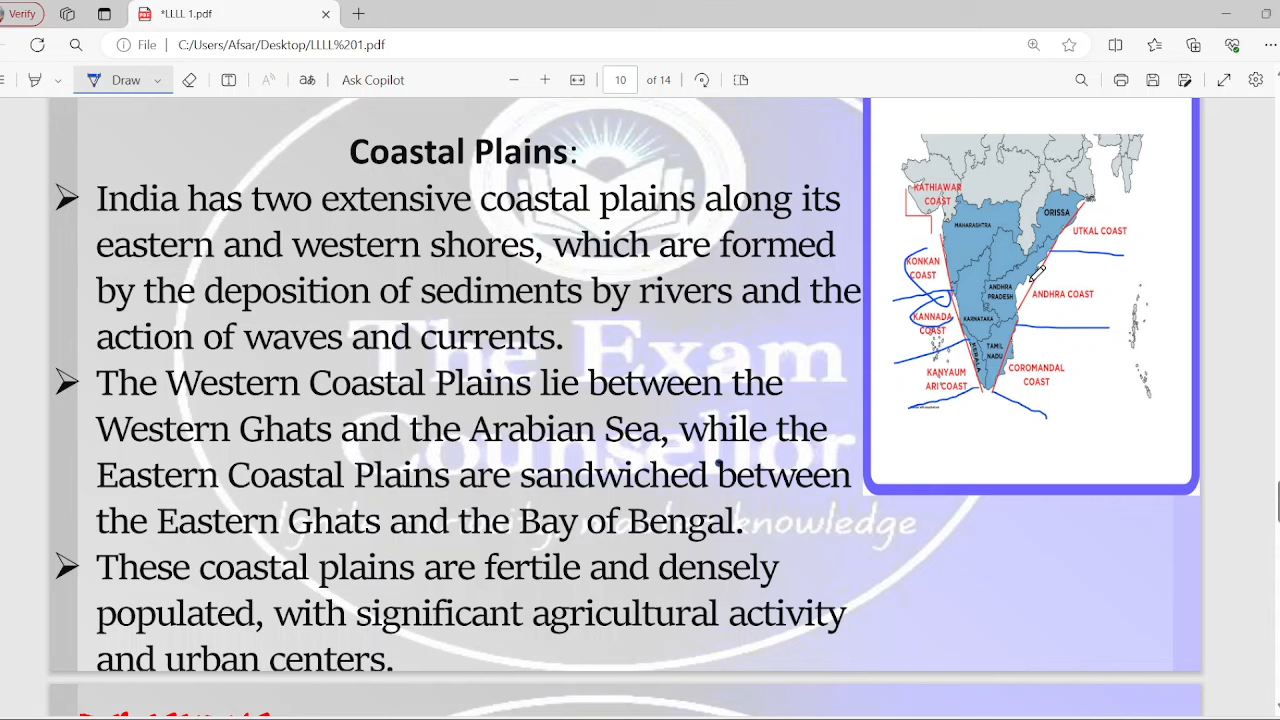 Verify
*LLLL 1.pdf
File
C:/Users/Afsar/Desktop/LLLL%201.pdf
Draw
Ask Copilot
10 of 14
Coastal Plains:
➢ India has two extensive coastal plains along its
eastern and western shores, which are formed
by the deposition of sediments by rivers and the
action of waves and currents.
➢ The Western Coastal Plains lie between the
Western Ghats and the Arabian Sea, while the
Eastern Coastal Plains are sandwiched between
the Eastern Ghats and the Bay of Bengal.
➢ These coastal plains are fertile and densely
populated, with significant agricultural activity
and urban centers.
The Exam
Counsellor
knowledge
KATHIAWAR
COAST
ORISSA
MAHARASHTRA
UTKAL COAST
KONKAN
COAST
ANDHRA
PRADESH
ANDHRA COAST
KANNADA
COAST
KARNATAKA
KERALA
TAMIL
NADU
KANYAUM
ARI COAST
COROMANDAL
COAST